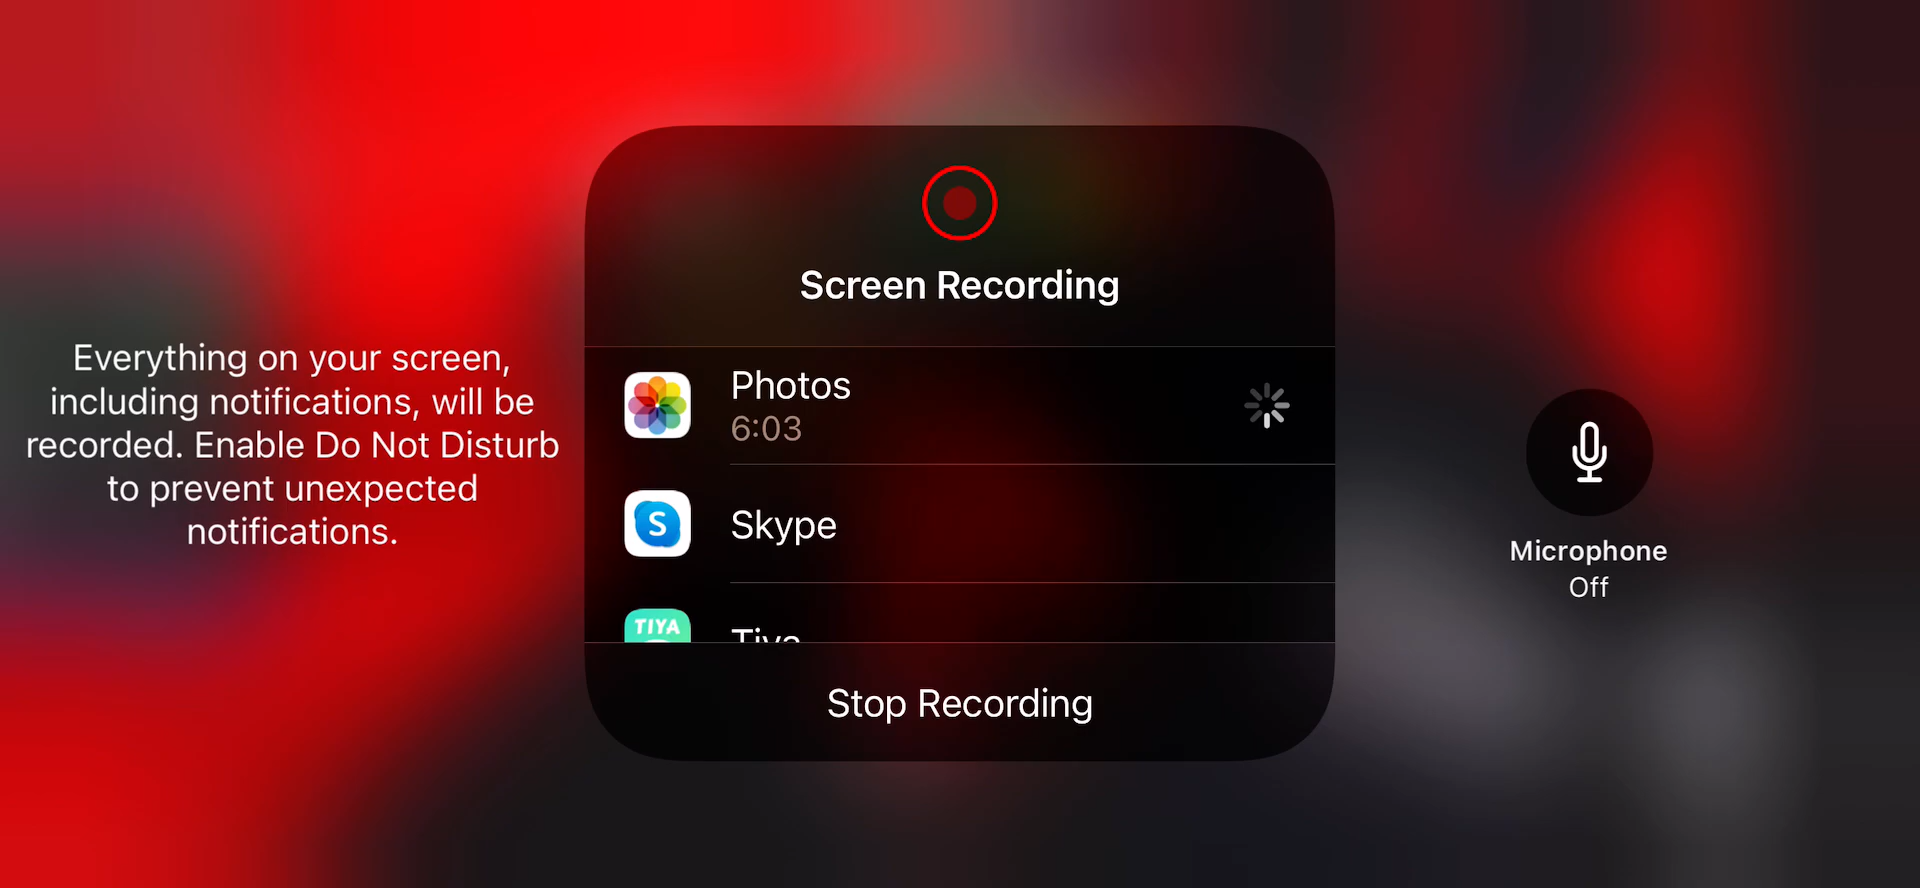 Everything on your screen,
including notifications, will be
recorded. Enable Do Not Disturb
to prevent unexpected
notifications.
Screen Recording
Photos
6:03
S
Skype
TIYA
Tiya
Stop Recording
Microphone
Off